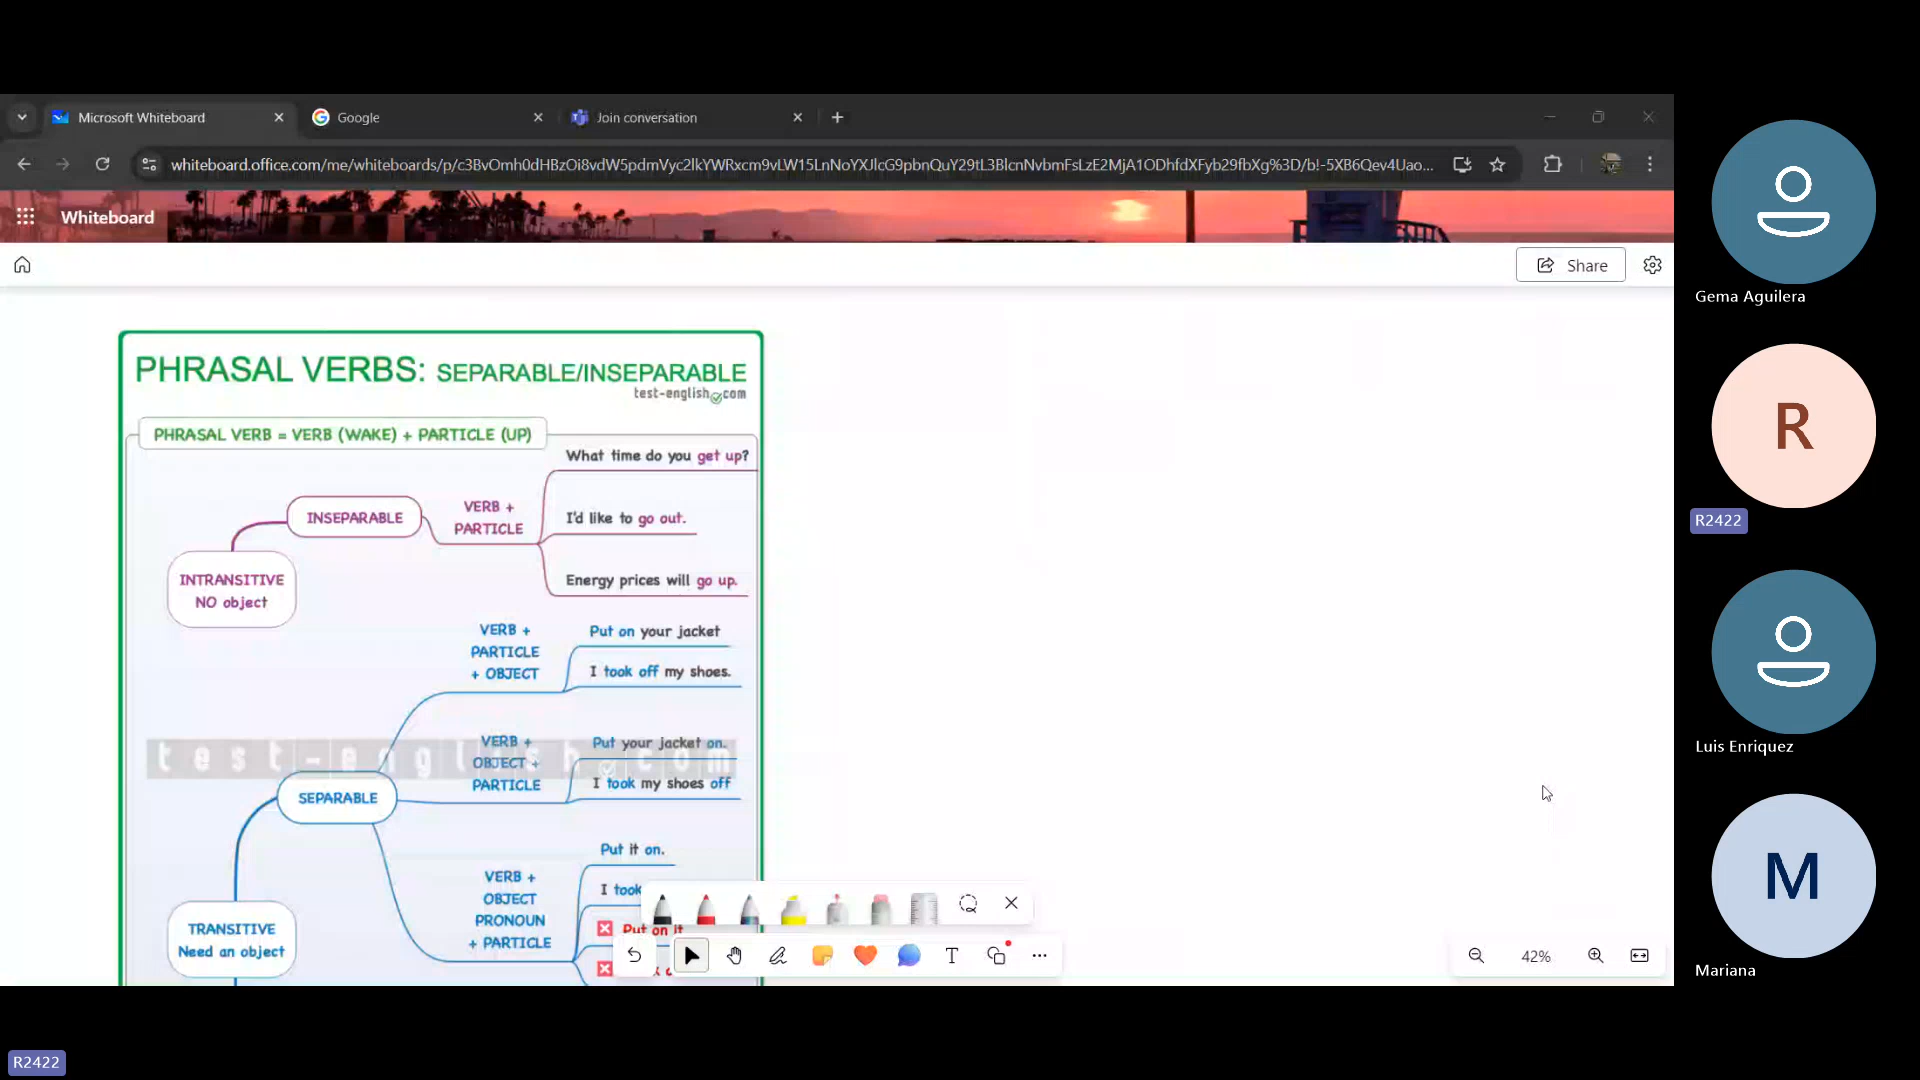 Microsoft Whiteboard
Google
Join conversation
whiteboard.office.com/me/whiteboards/p/c3BvOmh0dHBzOi8vdW5pdmVyc2lkYWRxcm9vLW15LnNoYXJlcG9pbnQuY29tL3BlcnNvbmFsLzE2MjA1ODhfdXFyb29fbXg%3D/b!-5XB6Qev4Uao...
Whiteboard
Share
PHRASAL VERBS: SEPARABLE/INSEPARABLE
test-english.com
PHRASAL VERB = VERB (WAKE) + PARTICLE (UP)
What time do you get up?
INSEPARABLE
VERB +
PARTICLE
I'd like to go out.
INTRANSITIVE
NO object
Energy prices will go up.
VERB +
PARTICLE
+ OBJECT
Put on your jacket
I took off my shoes.
test-english.com
VERB +
OBJECT +
PARTICLE
Put your jacket on.
I took my shoes off
SEPARABLE
Put it on.
I took
VERB +
OBJECT
PRONOUN
+ PARTICLE
Put on it
TRANSITIVE
Need an object
T
42%
Gema Aguilera
R
R2422
Luis Enriquez
M
Mariana
R2422